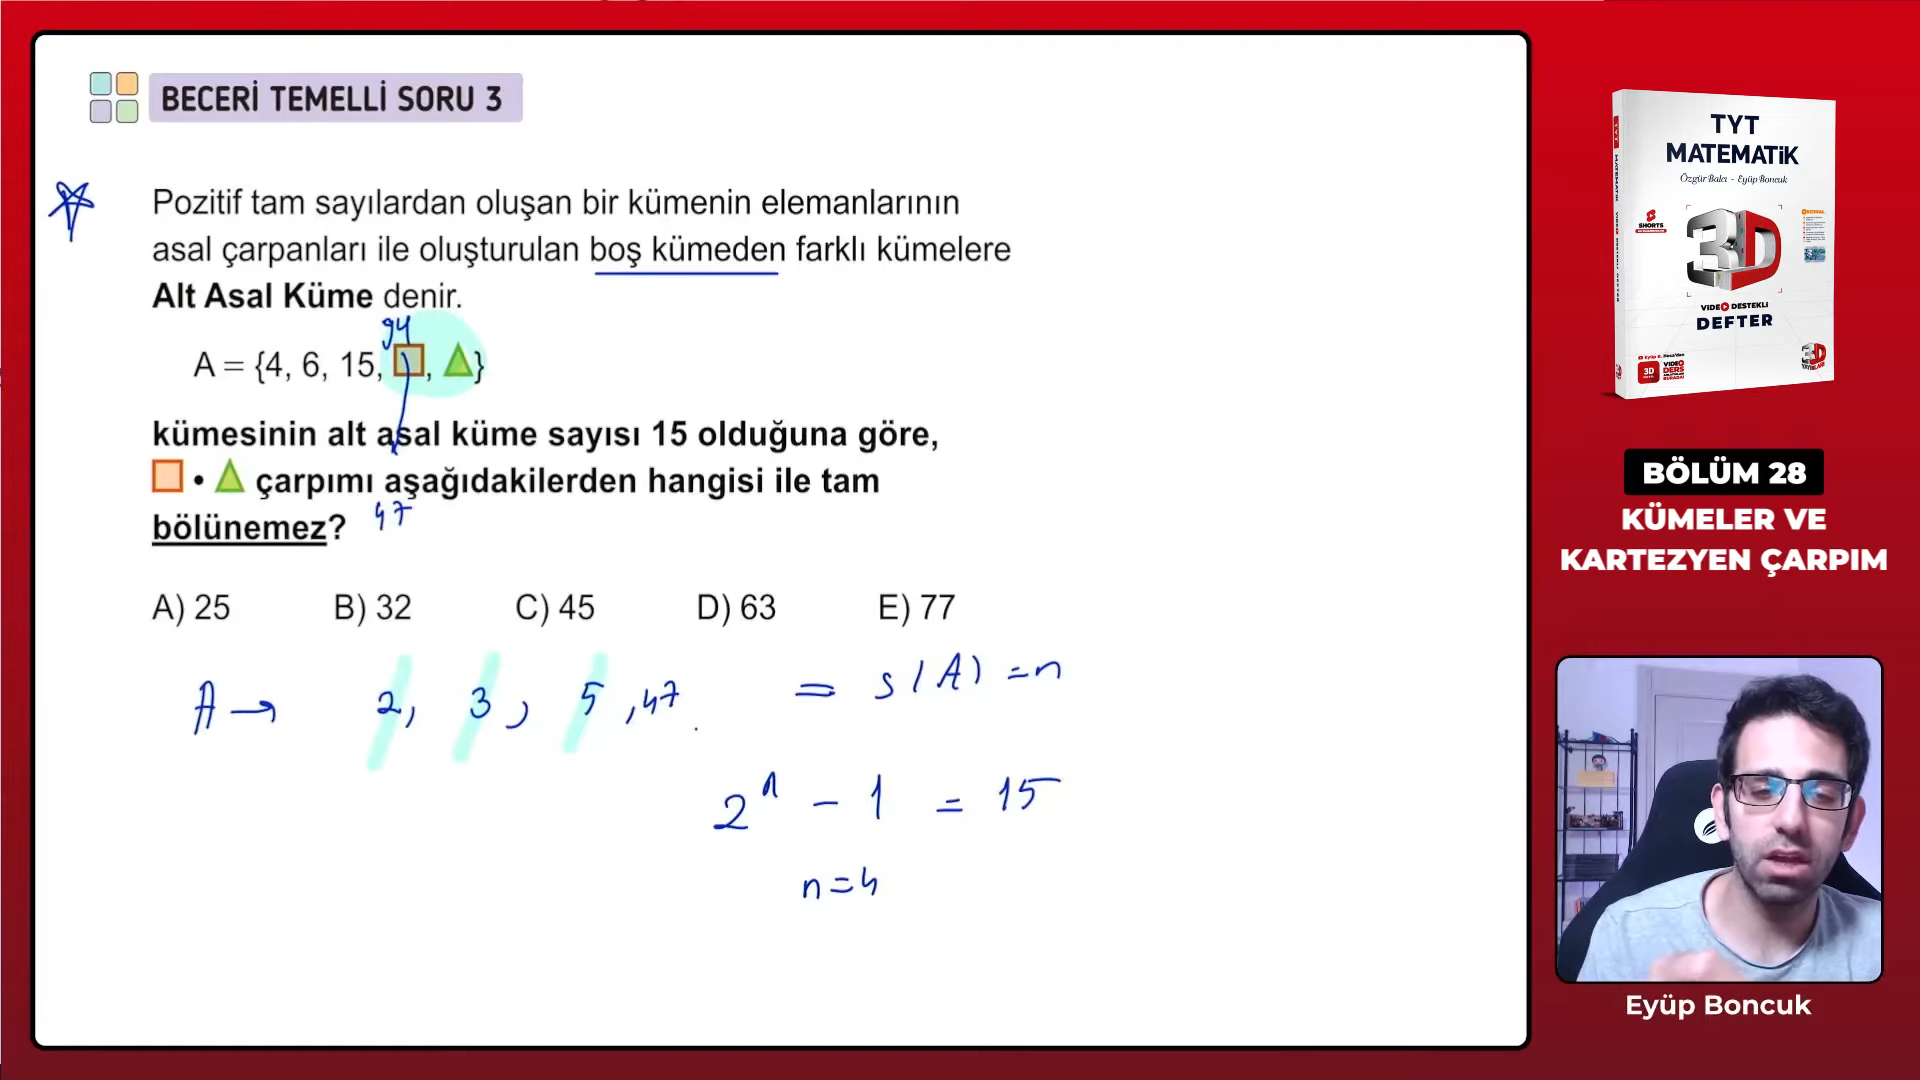 BECERİ TEMELLİ SORU 3
Pozitif tam sayılardan oluşan bir kümenin elemanlarının
asal çarpanları ile oluşturulan boş kümeden farklı kümelere
Alt Asal Küme denir.
94
A = {4, 6, 15, □, △}
kümesinin alt asal küme sayısı 15 olduğuna göre,
□ • △ çarpımı aşağıdakilerden hangisi ile tam
bölünemez?
47
A) 25 B) 32 C) 45 D) 63 E) 77
A → 2, 3, 5, 47 = s(A) = n
2ⁿ - 1 = 15
n = 4
TYT
MATEMATİK
Özgür Balcı - Eyüp Boncuk
SHORTS
3D
VİDEO DESTEKLİ
DEFTER
BÖLÜM 28
KÜMELER VE
KARTEZYEN ÇARPIM
Eyüp Boncuk